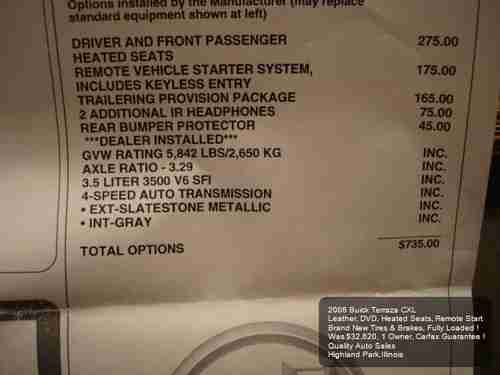 Options installed by the Manufacturer (may replace
standard equipment shown at left)
DRIVER AND FRONT PASSENGER 275.00
HEATED SEATS
REMOTE VEHICLE STARTER SYSTEM, 175.00
INCLUDES KEYLESS ENTRY
TRAILERING PROVISION PACKAGE 165.00
2 ADDITIONAL IR HEADPHONES 75.00
REAR BUMPER PROTECTOR 45.00
***DEALER INSTALLED***
GVW RATING 5,842 LBS/2,650 KG INC.
AXLE RATIO - 3.29 INC.
3.5 LITER 3500 V6 SFI INC.
4-SPEED AUTO TRANSMISSION INC.
• EXT-SLATESTONE METALLIC INC.
• INT-GRAY INC.
TOTAL OPTIONS $735.00
2006 Buick Terraza CXL
Leather, DVD, Heated Seats, Remote Start
Brand New Tires & Brakes, Fully Loaded !
Was $32,820, 1 Owner, Carfax Guarantee !
Quality Auto Sales
Highland Park,Illinois